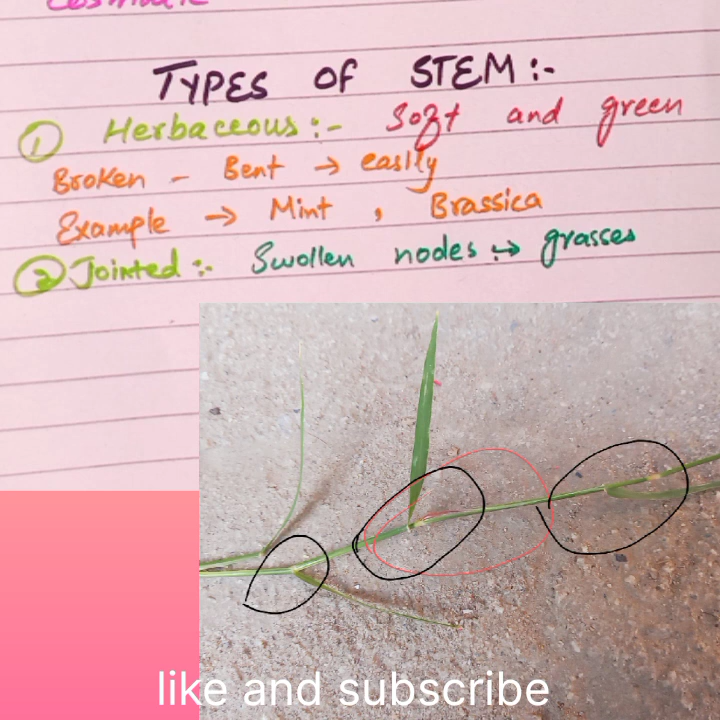 TYPES OF STEM :-
① Herbaceous :- Soft and green
Broken - Bent → easily
Example → Mint , Brassica
② Jointed :- Swollen nodes :→ grasses
like and subscribe